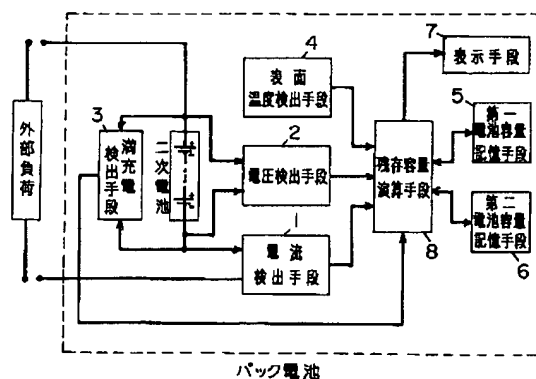 7
表示手段
4
表面
温度検出手段
5
第一
電池容量
記憶手段
3
満充電
検出手段
二次電池
外部負荷
2
電圧検出手段
残存容量
演算手段
8
第二
電池容量
記憶手段
6
1
電流
検出手段
パック電池